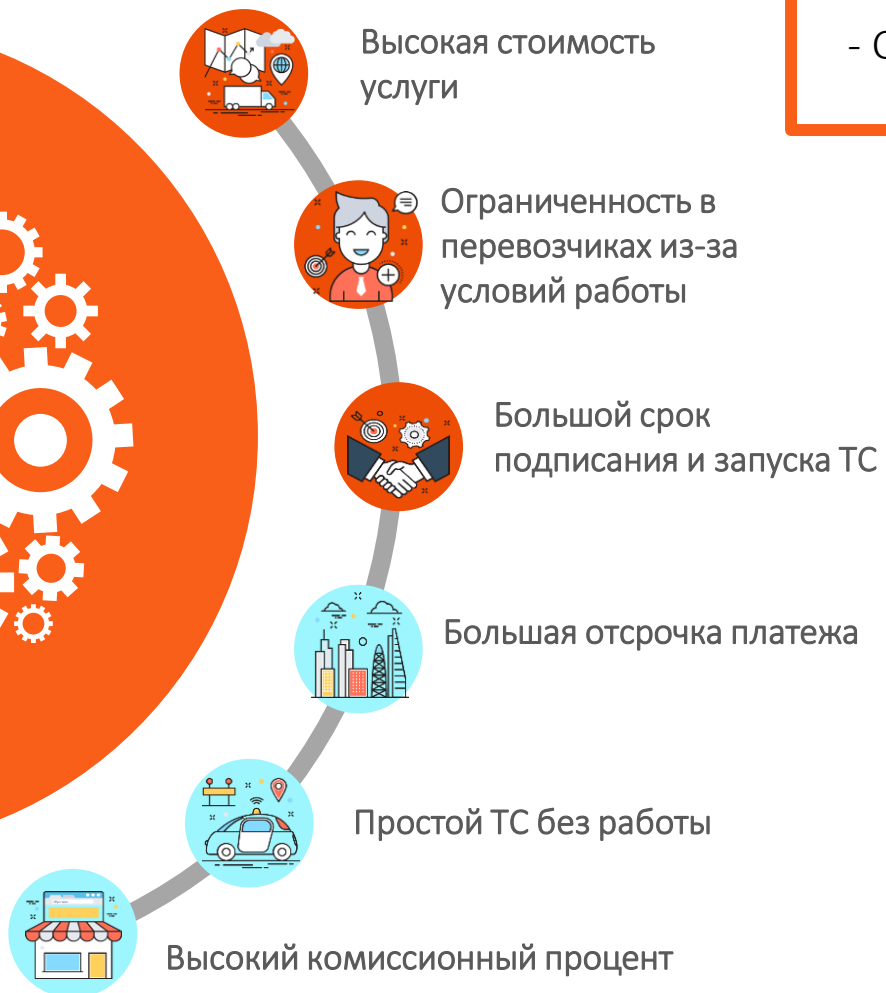 - О
Высокая стоимость
услуги
Ограниченность в
перевозчиках из-за
условий работы
Большой срок
подписания и запуска ТС
Большая отсрочка платежа
Простой ТС без работы
Высокий комиссионный процент